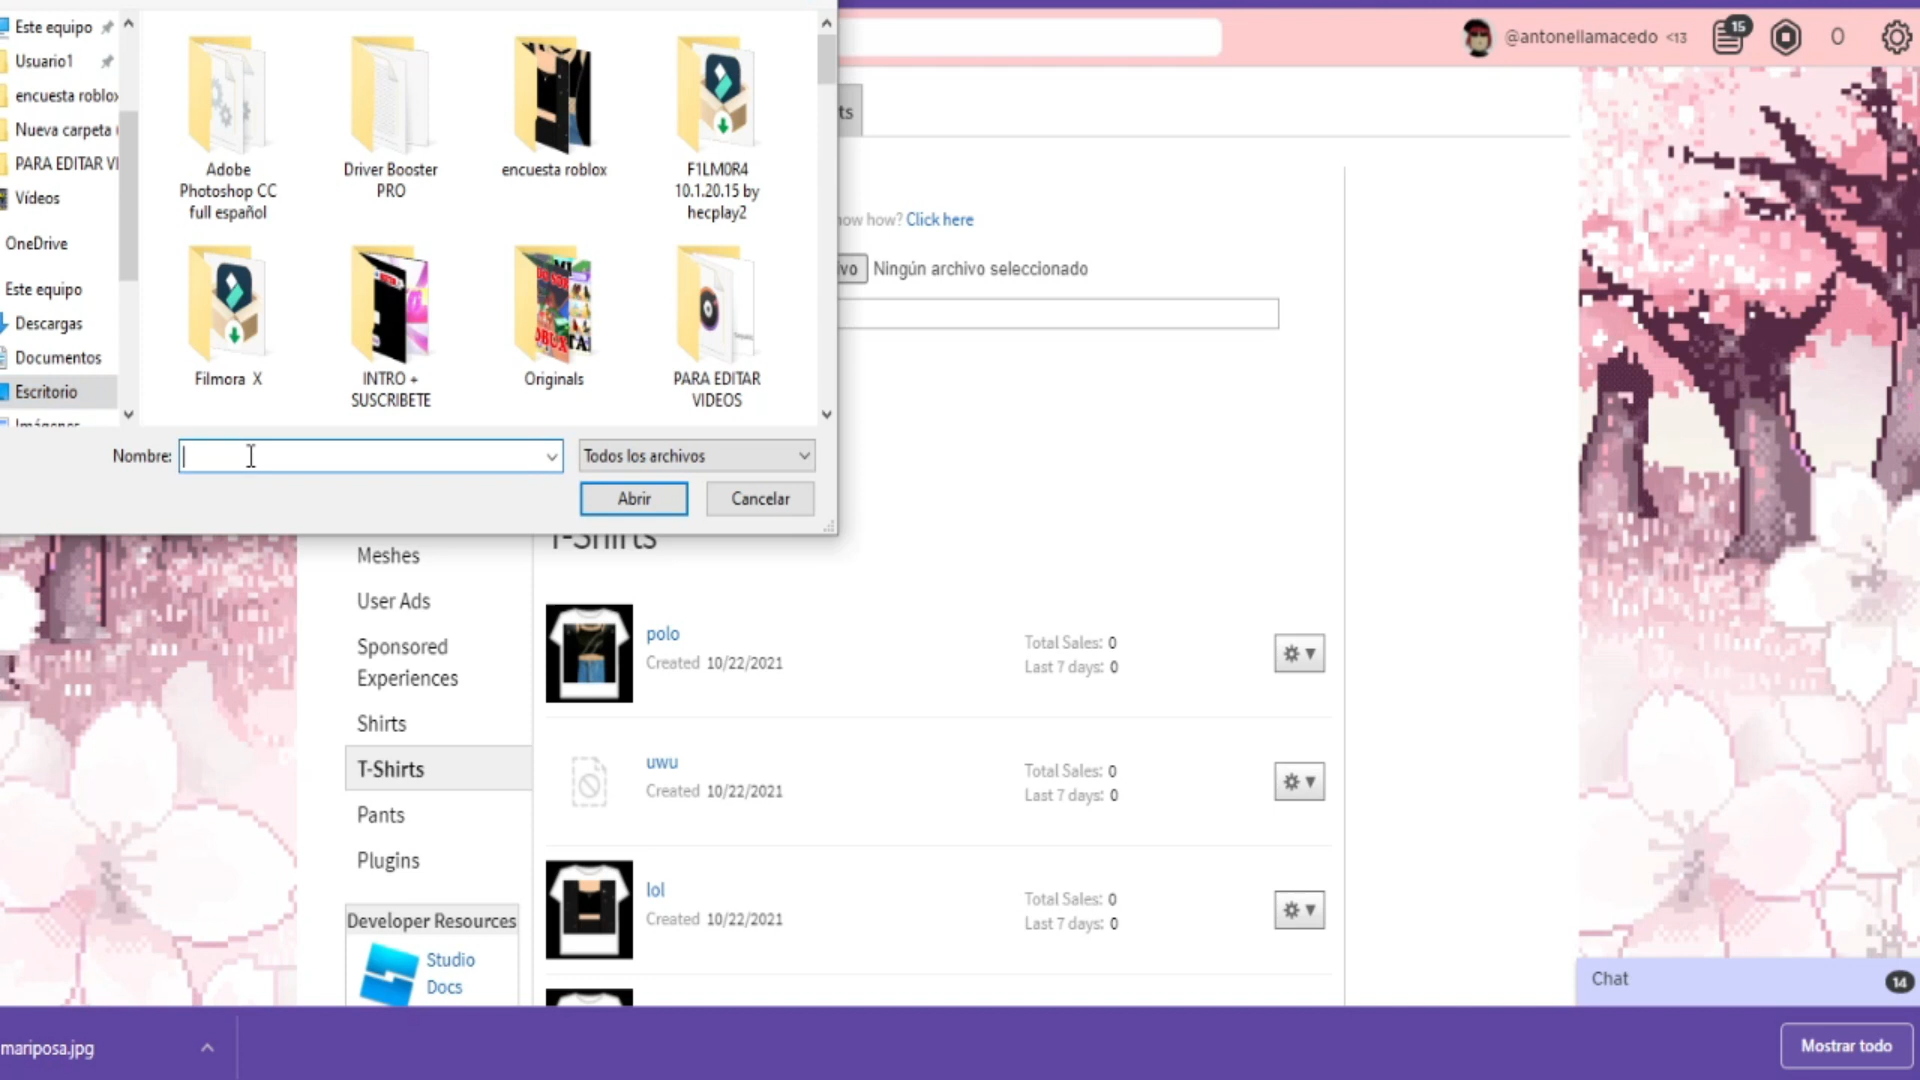 Este equipo
Usuario1
encuesta roblox
Nueva carpeta
PARA EDITAR VI
Vídeos
OneDrive
Este equipo
Descargas
Documentos
Escritorio
Imágenes
Adobe
Photoshop CC
full español
Driver Booster
PRO
encuesta roblox
F1LM0R4
10.1.20.15 by
hecplay2
Filmora X
INTRO +
SUSCRIBETE
Originals
PARA EDITAR
VIDEOS
Nombre:
Todos los archivos
Abrir
Cancelar
@antonellamacedo <13
15
0
ts
now how? Click here
vo
Ningún archivo seleccionado
Meshes
User Ads
Sponsored
Experiences
Shirts
T-Shirts
Pants
Plugins
Developer Resources
Studio
Docs
T-Shirts
polo
Created 10/22/2021
Total Sales: 0
Last 7 days: 0
uwu
Created 10/22/2021
Total Sales: 0
Last 7 days: 0
lol
Created 10/22/2021
Total Sales: 0
Last 7 days: 0
Chat
14
mariposa.jpg
Mostrar todo